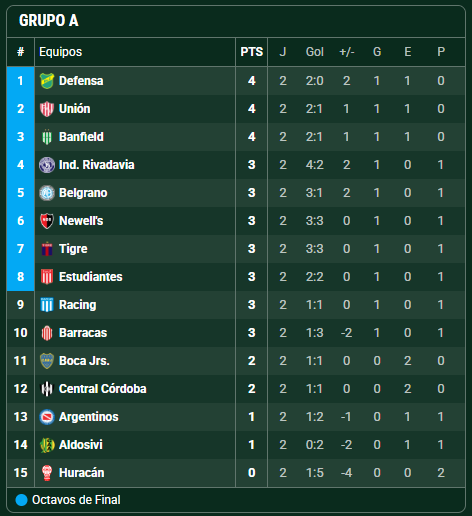 GRUPO A
# Equipos PTS J Gol +/- G E P
1 Defensa 4 2 2:0 2 1 1 0
2 Unión 4 2 2:1 1 1 1 0
3 Banfield 4 2 2:1 1 1 1 0
4 Ind. Rivadavia 3 2 4:2 2 1 0 1
5 Belgrano 3 2 3:1 2 1 0 1
6 Newell's 3 2 3:3 0 1 0 1
7 Tigre 3 2 3:3 0 1 0 1
8 Estudiantes 3 2 2:2 0 1 0 1
9 Racing 3 2 1:1 0 1 0 1
10 Barracas 3 2 1:3 -2 1 0 1
11 Boca Jrs. 2 2 1:1 0 0 2 0
12 Central Córdoba 2 2 1:1 0 0 2 0
13 Argentinos 1 2 1:2 -1 0 1 1
14 Aldosivi 1 2 0:2 -2 0 1 1
15 Huracán 0 2 1:5 -4 0 0 2
Octavos de Final